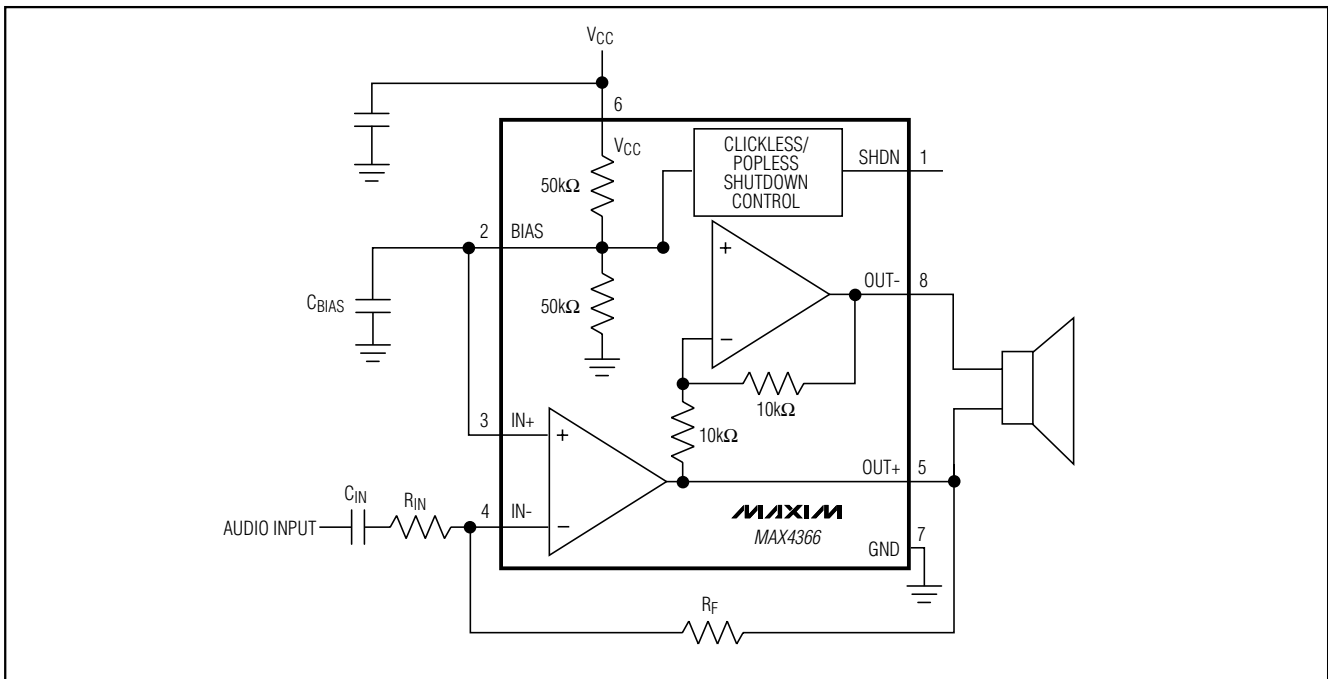 VCC
6
VCC
CLICKLESS/
POPLESS
SHUTDOWN
CONTROL
SHDN 1
50kΩ
2 BIAS
+
OUT- 8
CBIAS
50kΩ
−
10kΩ
10kΩ
3 IN+
+
OUT+ 5
CIN
RIN
4 IN-
−
AUDIO INPUT
MAXIM
MAX4366
7
GND
RF